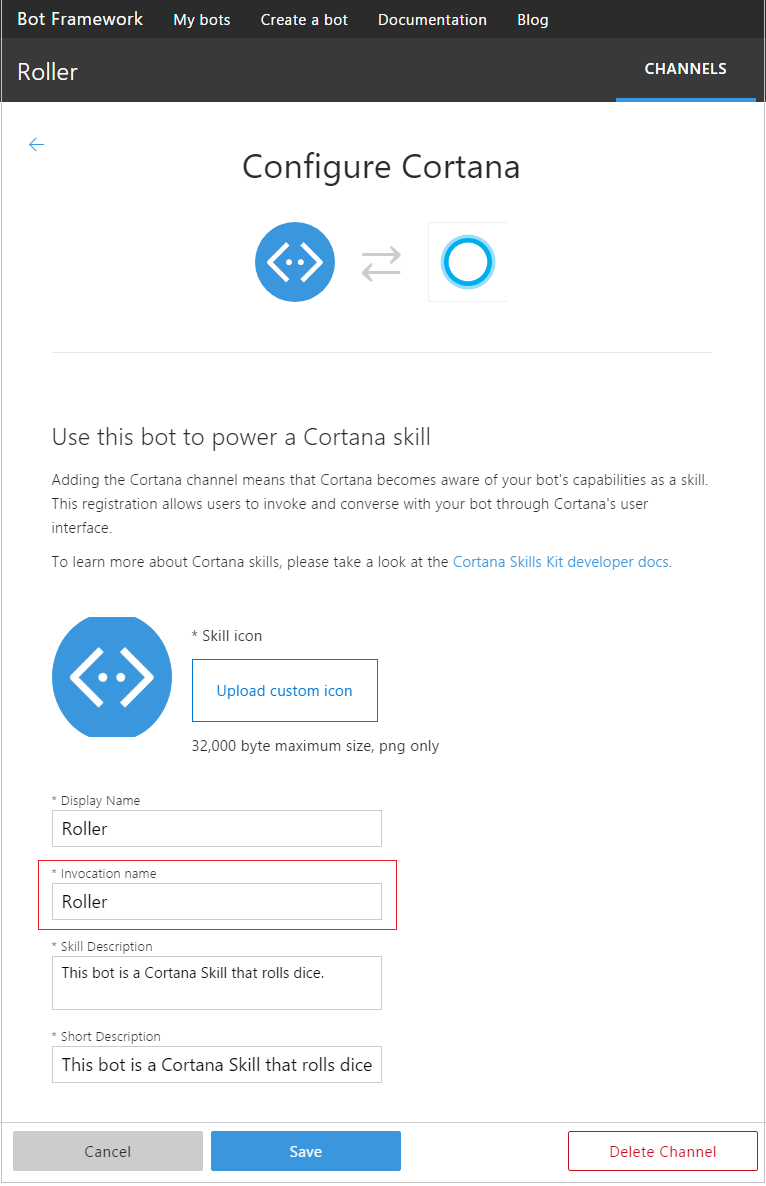 Bot Framework My bots Create a bot Documentation Blog
Roller CHANNELS
Configure Cortana
Use this bot to power a Cortana skill
Adding the Cortana channel means that Cortana becomes aware of your bot's capabilities as a skill.
This registration allows users to invoke and converse with your bot through Cortana's user
interface.
To learn more about Cortana skills, please take a look at the Cortana Skills Kit developer docs.
* Skill icon
Upload custom icon
32,000 byte maximum size, png only
* Display Name
Roller
* Invocation name
Roller
* Skill Description
This bot is a Cortana Skill that rolls dice.
* Short Description
This bot is a Cortana Skill that rolls dice
Cancel Save Delete Channel